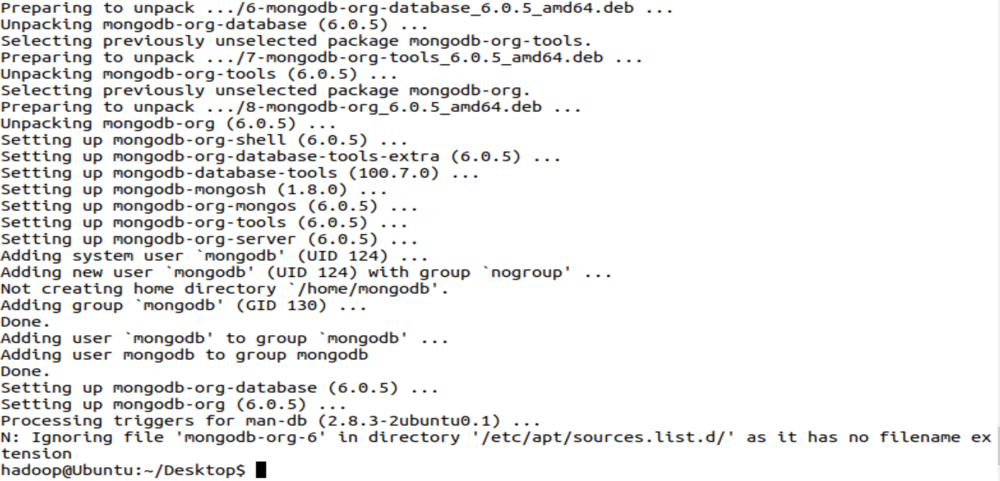 Preparing to unpack .../6-mongodb-org-database_6.0.5_amd64.deb ...
Unpacking mongodb-org-database (6.0.5) ...
Selecting previously unselected package mongodb-org-tools.
Preparing to unpack .../7-mongodb-org-tools_6.0.5_amd64.deb ...
Unpacking mongodb-org-tools (6.0.5) ...
Selecting previously unselected package mongodb-org.
Preparing to unpack .../8-mongodb-org_6.0.5_amd64.deb ...
Unpacking mongodb-org (6.0.5) ...
Setting up mongodb-org-shell (6.0.5) ...
Setting up mongodb-org-database-tools-extra (6.0.5) ...
Setting up mongodb-database-tools (100.7.0) ...
Setting up mongodb-mongosh (1.8.0) ...
Setting up mongodb-org-mongos (6.0.5) ...
Setting up mongodb-org-tools (6.0.5) ...
Setting up mongodb-org-server (6.0.5) ...
Adding system user `mongodb' (UID 124) ...
Adding new user `mongodb' (UID 124) with group `nogroup' ...
Not creating home directory `/home/mongodb'.
Adding group `mongodb' (GID 130) ...
Done.
Adding user `mongodb' to group `mongodb' ...
Adding user mongodb to group mongodb
Done.
Setting up mongodb-org-database (6.0.5) ...
Setting up mongodb-org (6.0.5) ...
Processing triggers for man-db (2.8.3-2ubuntu0.1) ...
N: Ignoring file 'mongodb-org-6' in directory '/etc/apt/sources.list.d/' as it has no filename ex
tension
hadoop@Ubuntu:~/Desktop$